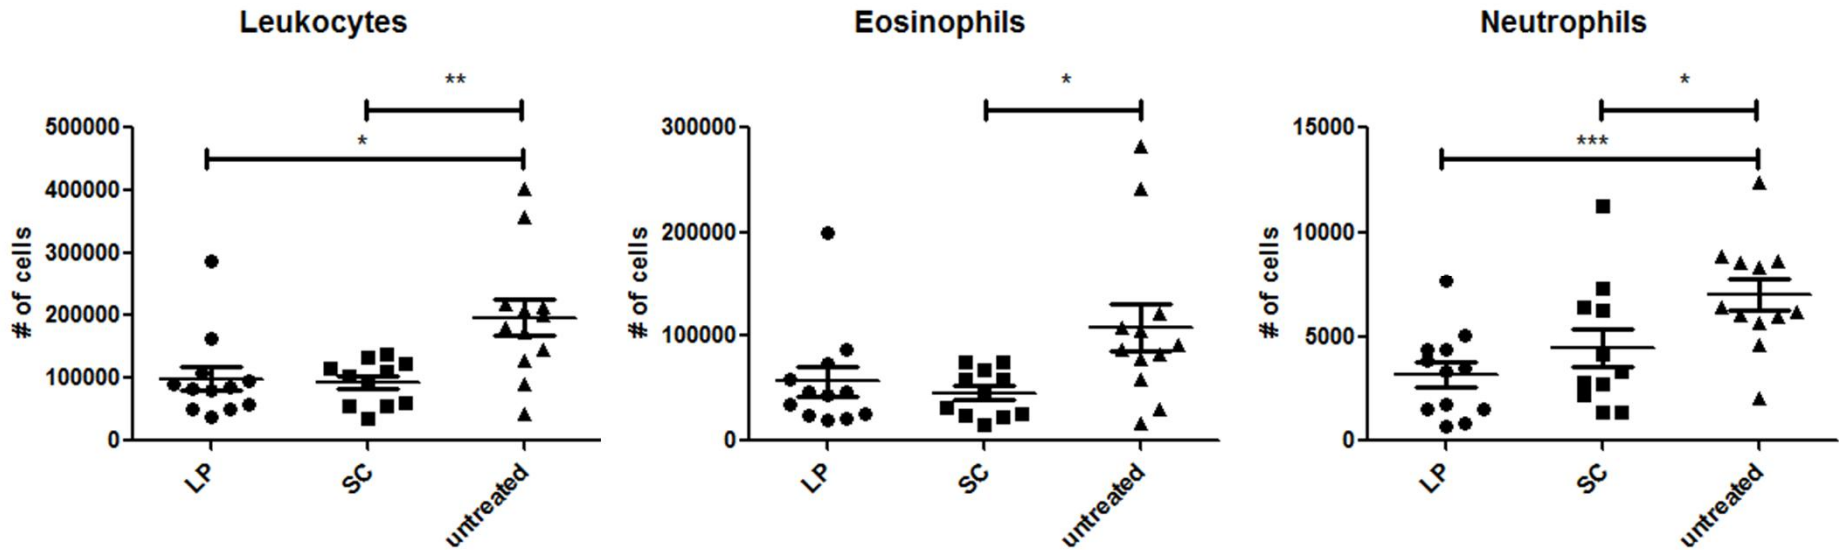 Leukocytes
**
*
500000
400000
300000
200000
100000
0
# of cells
LP
SC
untreated
Eosinophils
*
300000
200000
100000
0
# of cells
LP
SC
untreated
Neutrophils
*
***
15000
10000
5000
0
# of cells
LP
SC
untreated